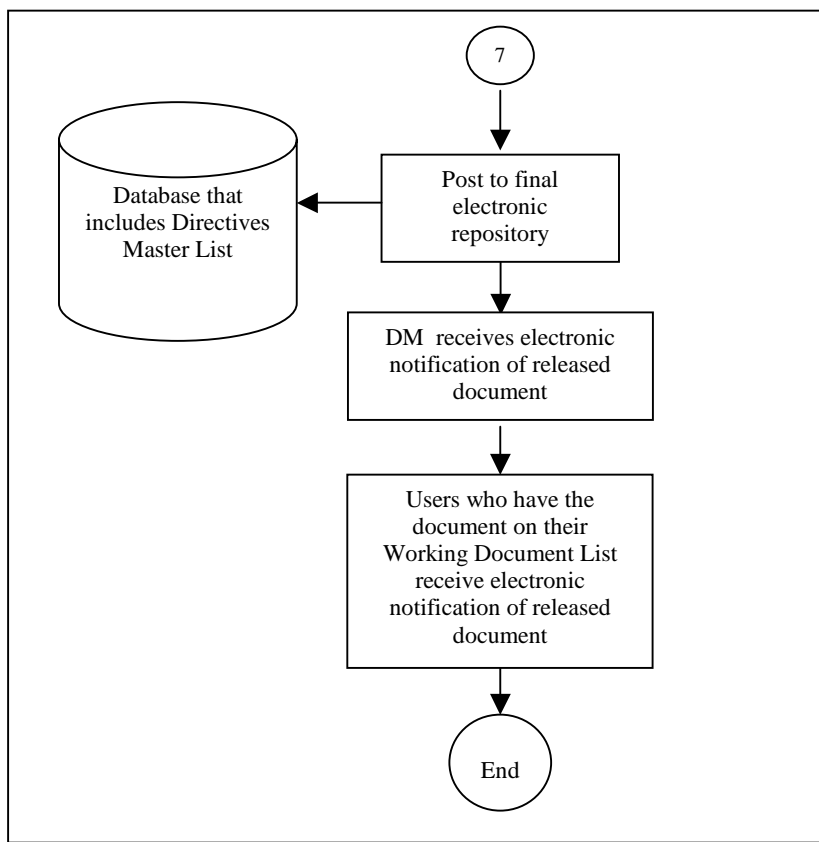 7
Database that
includes Directives
Master List
Post to final
electronic
repository
DM receives electronic
notification of released
document
Users who have the
document on their
Working Document List
receive electronic
notification of released
document
End